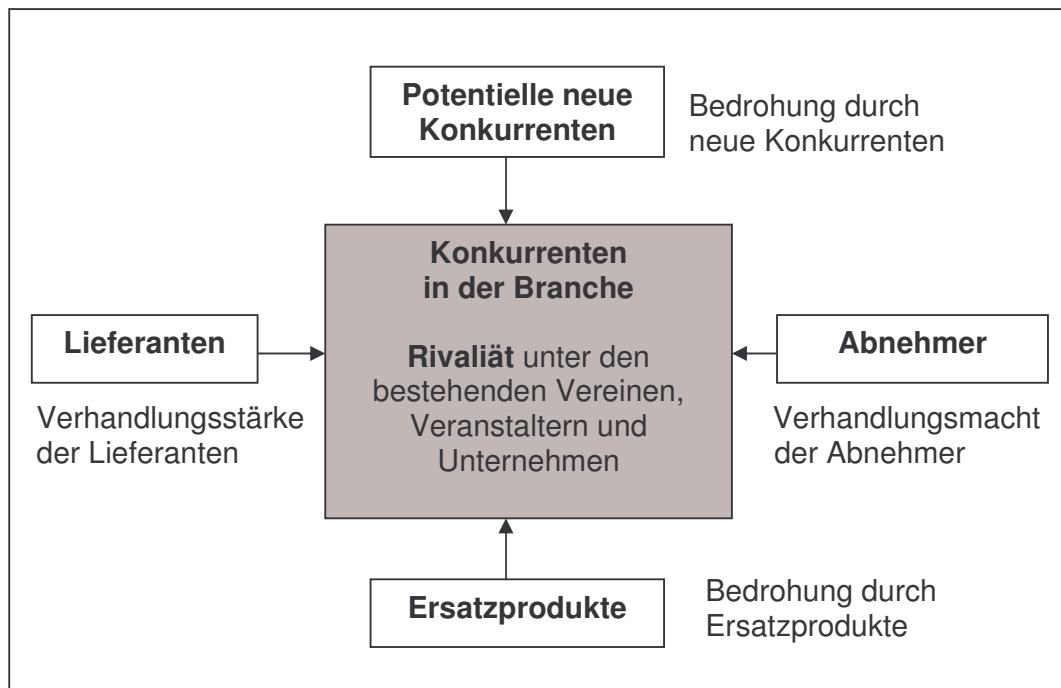 Potentielle neue
Konkurrenten
Bedrohung durch
neue Konkurrenten
Konkurrenten
in der Branche
Rivaliät unter den
bestehenden Vereinen,
Veranstaltern und
Unternehmen
Lieferanten
Verhandlungsstärke
der Lieferanten
Abnehmer
Verhandlungsmacht
der Abnehmer
Ersatzprodukte
Bedrohung durch
Ersatzprodukte